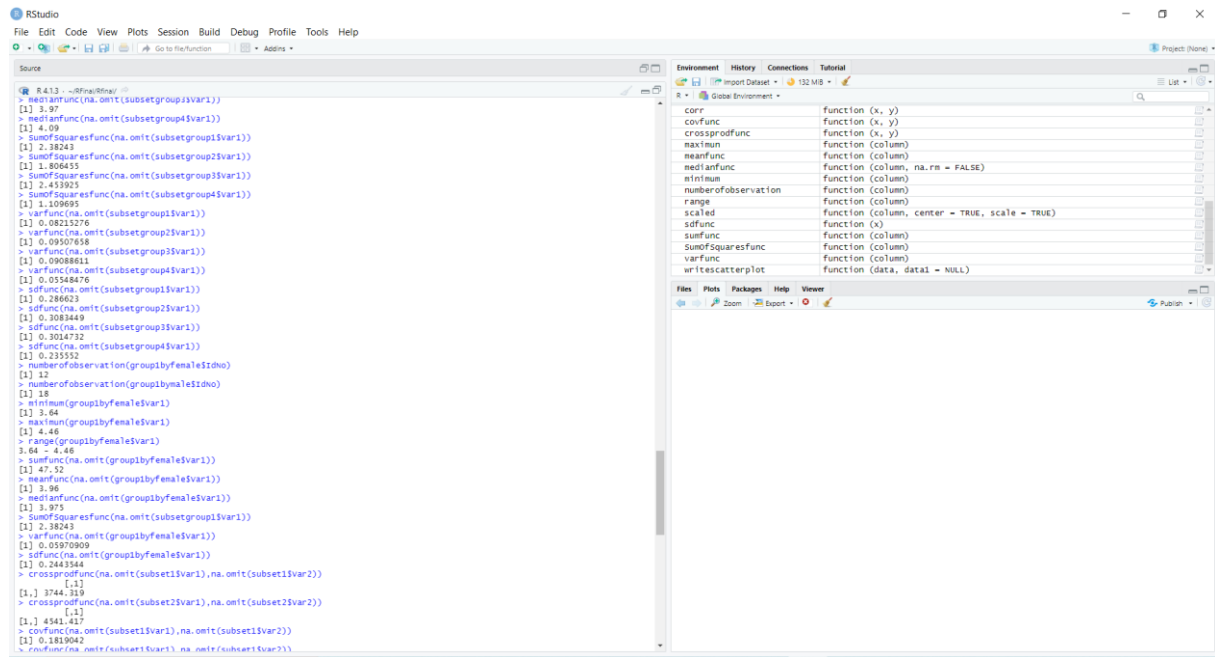 RStudio
File Edit Code View Plots Session Build Debug Profile Tools Help
Go to file/function Addins
Project: (None)
Source
R 4.1.3 · ~/RFinal/Rfinal/
> medianfunc(na.omit(subsetgroup3$Var1))
[1] 3.97
> medianfunc(na.omit(subsetgroup4$Var1))
[1] 4.09
> SumOfSquaresfunc(na.omit(subsetgroup1$Var1))
[1] 2.38243
> SumOfSquaresfunc(na.omit(subsetgroup2$Var1))
[1] 1.806455
> SumOfSquaresfunc(na.omit(subsetgroup3$Var1))
[1] 2.453925
> SumOfSquaresfunc(na.omit(subsetgroup4$Var1))
[1] 1.109695
> varfunc(na.omit(subsetgroup1$Var1))
[1] 0.08215276
> varfunc(na.omit(subsetgroup2$Var1))
[1] 0.09507658
> varfunc(na.omit(subsetgroup3$Var1))
[1] 0.09088611
> varfunc(na.omit(subsetgroup4$Var1))
[1] 0.05548476
> sdfunc(na.omit(subsetgroup1$Var1))
[1] 0.286623
> sdfunc(na.omit(subsetgroup2$Var1))
[1] 0.3083449
> sdfunc(na.omit(subsetgroup3$Var1))
[1] 0.3014732
> sdfunc(na.omit(subsetgroup4$Var1))
[1] 0.235552
> numberofobservation(group1byfemale$IdNo)
[1] 12
> numberofobservation(group1bymale$IdNo)
[1] 18
> minimum(group1byfemale$Var1)
[1] 3.64
> maximun(group1byfemale$Var1)
[1] 4.46
> range(group1byfemale$Var1)
3.64 - 4.46
> sumfunc(na.omit(group1byfemale$Var1))
[1] 47.52
> meanfunc(na.omit(group1byfemale$Var1))
[1] 3.96
> medianfunc(na.omit(group1byfemale$Var1))
[1] 3.975
> SumOfSquaresfunc(na.omit(subsetgroup1$Var1))
[1] 2.38243
> varfunc(na.omit(group1byfemale$Var1))
[1] 0.05970909
> sdfunc(na.omit(group1byfemale$Var1))
[1] 0.2443544
> crossprodfunc(na.omit(subset1$Var1),na.omit(subset1$Var2))
[,1]
[1,] 3744.319
> crossprodfunc(na.omit(subset2$Var1),na.omit(subset2$Var2))
[,1]
[1,] 4541.417
> covfunc(na.omit(subset1$Var1),na.omit(subset1$Var2))
[1] 0.1819042
> covfunc(na.omit(subset1$Var1),na.omit(subset1$Var2))
Environment History Connections Tutorial
Import Dataset 132 MiB List
R Global Environment
corr function (x, y)
covfunc function (x, y)
crossprodfunc function (x, y)
maximun function (column)
meanfunc function (column)
medianfunc function (column, na.rm = FALSE)
minimum function (column)
numberofobservation function (column)
range function (column)
scaled function (column, center = TRUE, scale = TRUE)
sdfunc function (x)
sumfunc function (column)
SumOfSquaresfunc function (column)
varfunc function (column)
writescatterplot function (data, data1 = NULL)
Files Plots Packages Help Viewer
Zoom Export Publish